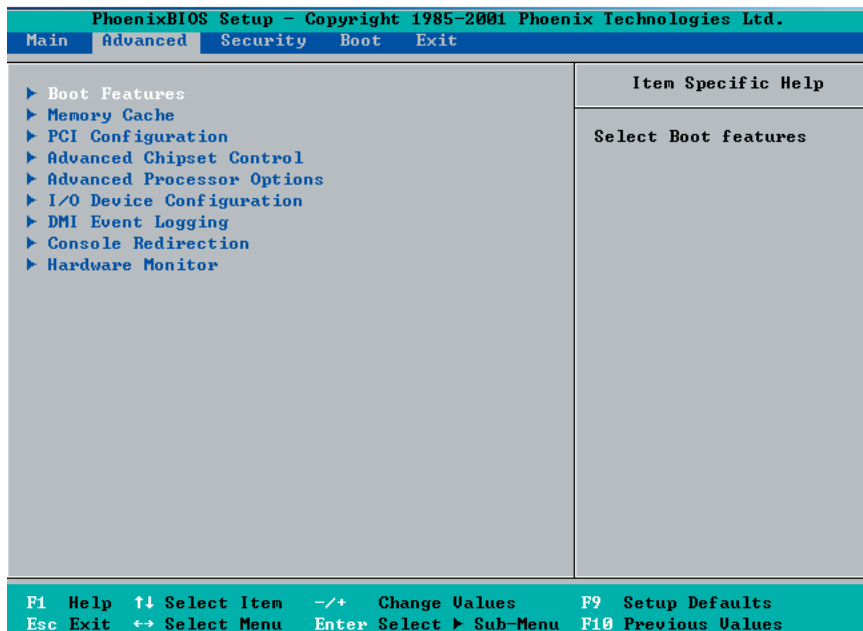 PhoenixBIOS Setup - Copyright 1985-2001 Phoenix Technologies Ltd.
Main Advanced Security Boot Exit
Item Specific Help
▶ Boot Features
▶ Memory Cache
▶ PCI Configuration
▶ Advanced Chipset Control
▶ Advanced Processor Options
▶ I/O Device Configuration
▶ DMI Event Logging
▶ Console Redirection
▶ Hardware Monitor
Select Boot features
F1 Help ↑↓ Select Item -/+ Change Values F9 Setup Defaults
Esc Exit ↔ Select Menu Enter Select ▶ Sub-Menu F10 Previous Values